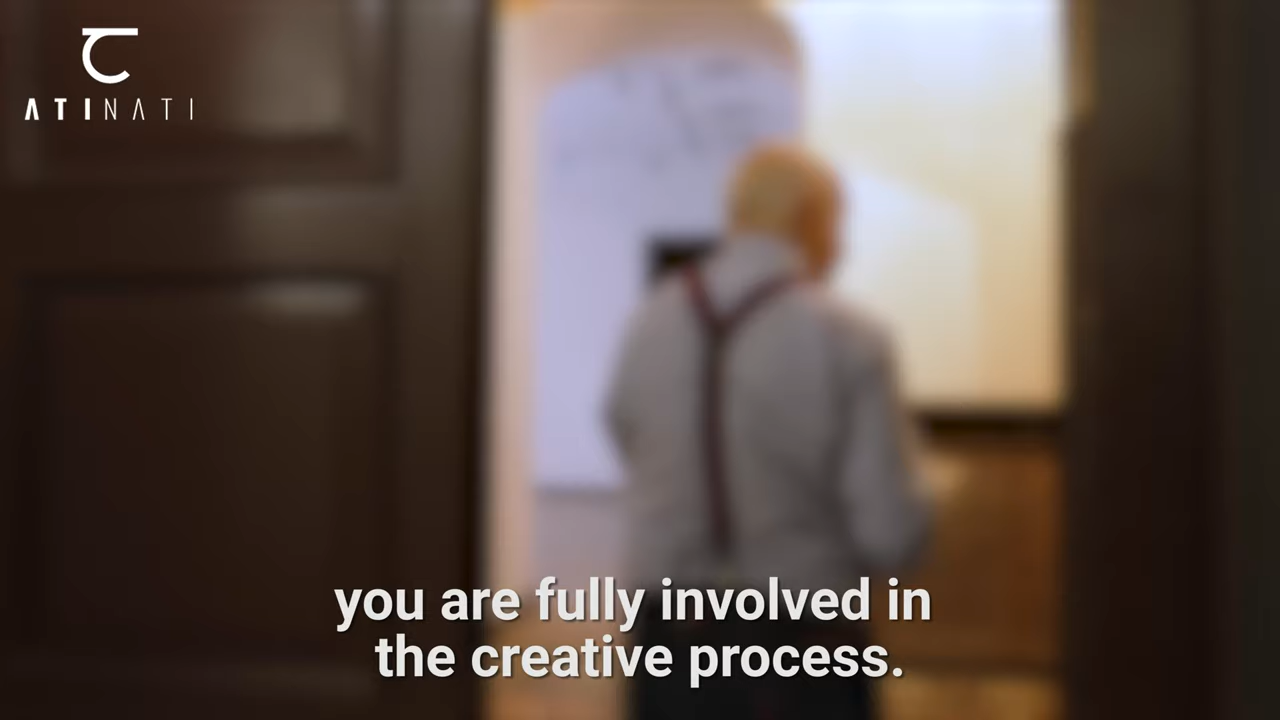 ATINATI
you are fully involved in
the creative process.